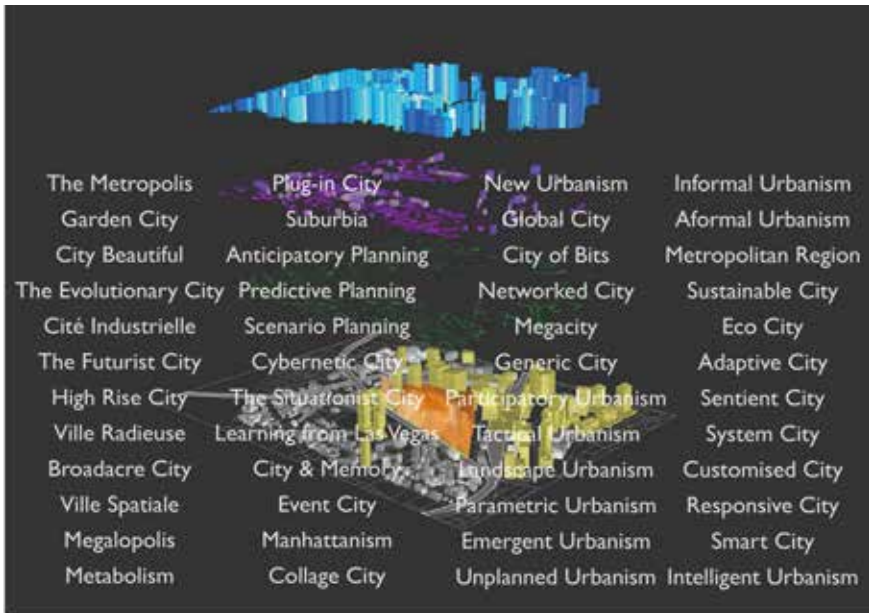 The Metropolis
Garden City
City Beautiful
The Evolutionary City
Cité Industrielle
The Futurist City
High Rise City
Ville Radieuse
Broadacre City
Ville Spatiale
Megalopolis
Metabolism
Plug-in City
Suburbia
Anticipatory Planning
Predictive Planning
Scenario Planning
Cybernetic City
The Situationist City
Learning from Las Vegas
City & Memory
Event City
Manhattanism
Collage City
New Urbanism
Global City
City of Bits
Networked City
Megacity
Generic City
Participatory Urbanism
Tactical Urbanism
Landscape Urbanism
Parametric Urbanism
Emergent Urbanism
Unplanned Urbanism
Informal Urbanism
Aformal Urbanism
Metropolitan Region
Sustainable City
Eco City
Adaptive City
Sentient City
System City
Customised City
Responsive City
Smart City
Intelligent Urbanism